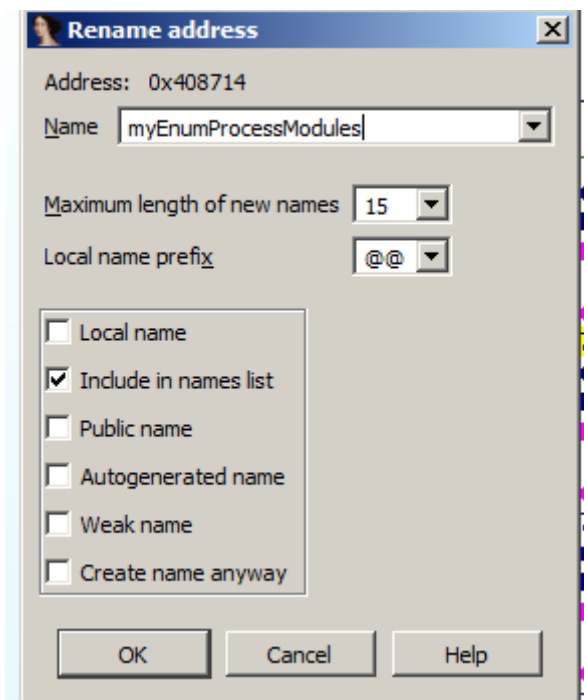 Rename address
Address: 0x408714
Name myEnumProcessModules
Maximum length of new names 15
Local name prefix @@
Local name
Include in names list
Public name
Autogenerated name
Weak name
Create name anyway
OK Cancel Help